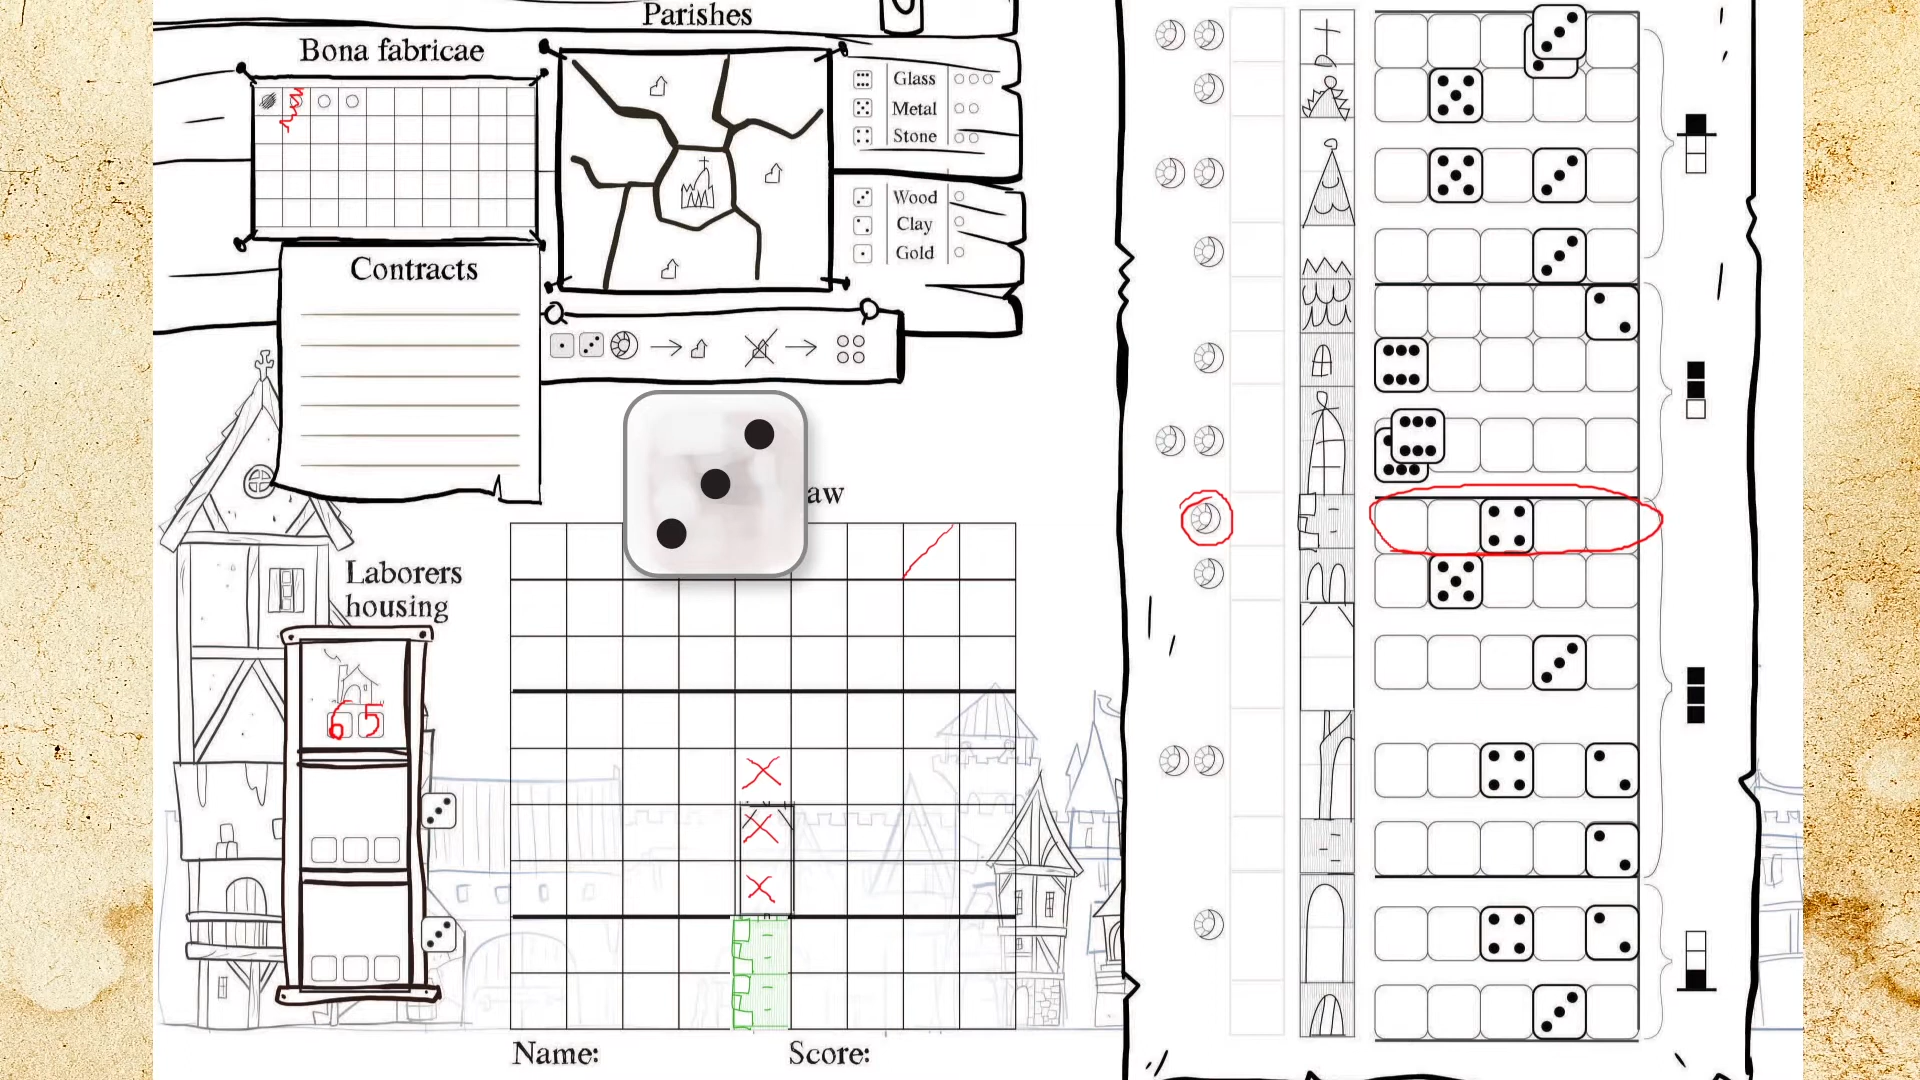 Parishes
Bona fabricae
Glass
Metal
Stone
Wood
Clay
Gold
Contracts
aw
Laborers
housing
65
Name:
Score: